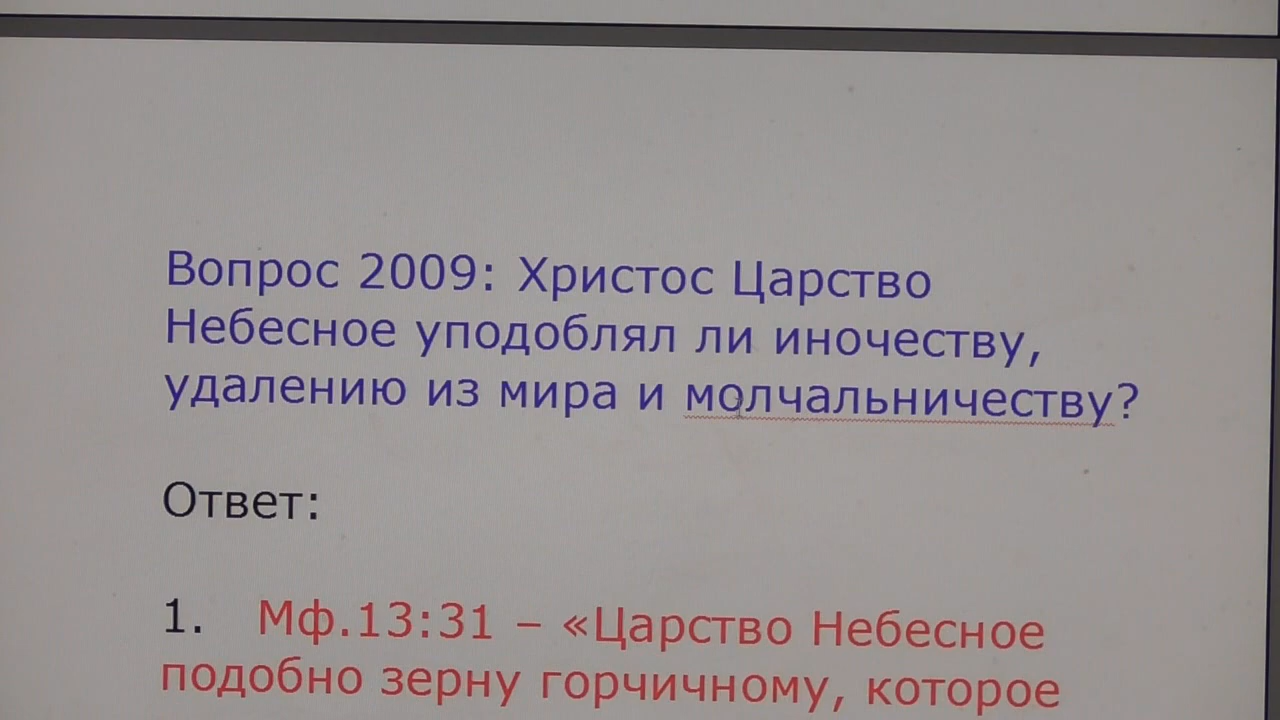 Вопрос 2009: Христос Царство
Небесное уподоблял ли иночеству,
удалению из мира и молчальничеству?
Ответ:
1. Мф.13:31 – «Царство Небесное
подобно зерну горчичному, которое